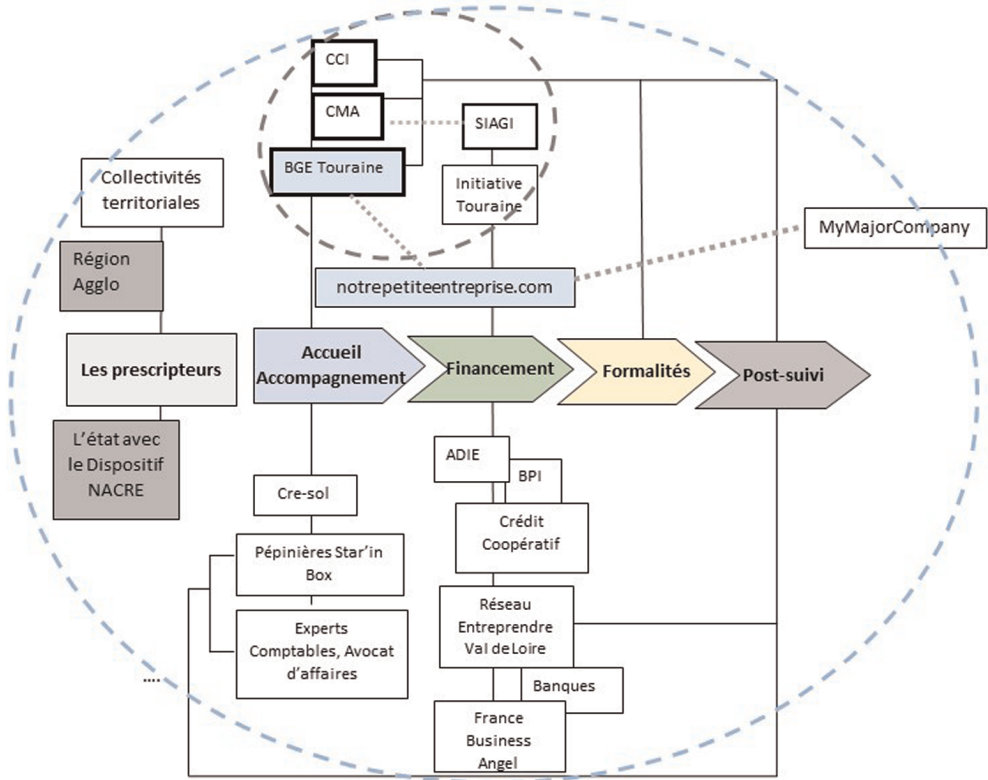 CCI
CMA
SIAGI
BGE Touraine
Initiative
Touraine
Collectivités
territoriales
MyMajorCompany
Région
Agglo
notrepetiteentreprise.com
Les prescripteurs
Accueil
Accompagnement
Financement
Formalités
Post-suivi
L’état avec
le Dispositif
NACRE
ADIE
BPI
Cre-sol
Crédit
Coopératif
Pépinières Star’in
Box
Réseau
Entreprendre
Val de Loire
Experts
Comptables, Avocat
d’affaires
Banques
France
Business
Angel
....